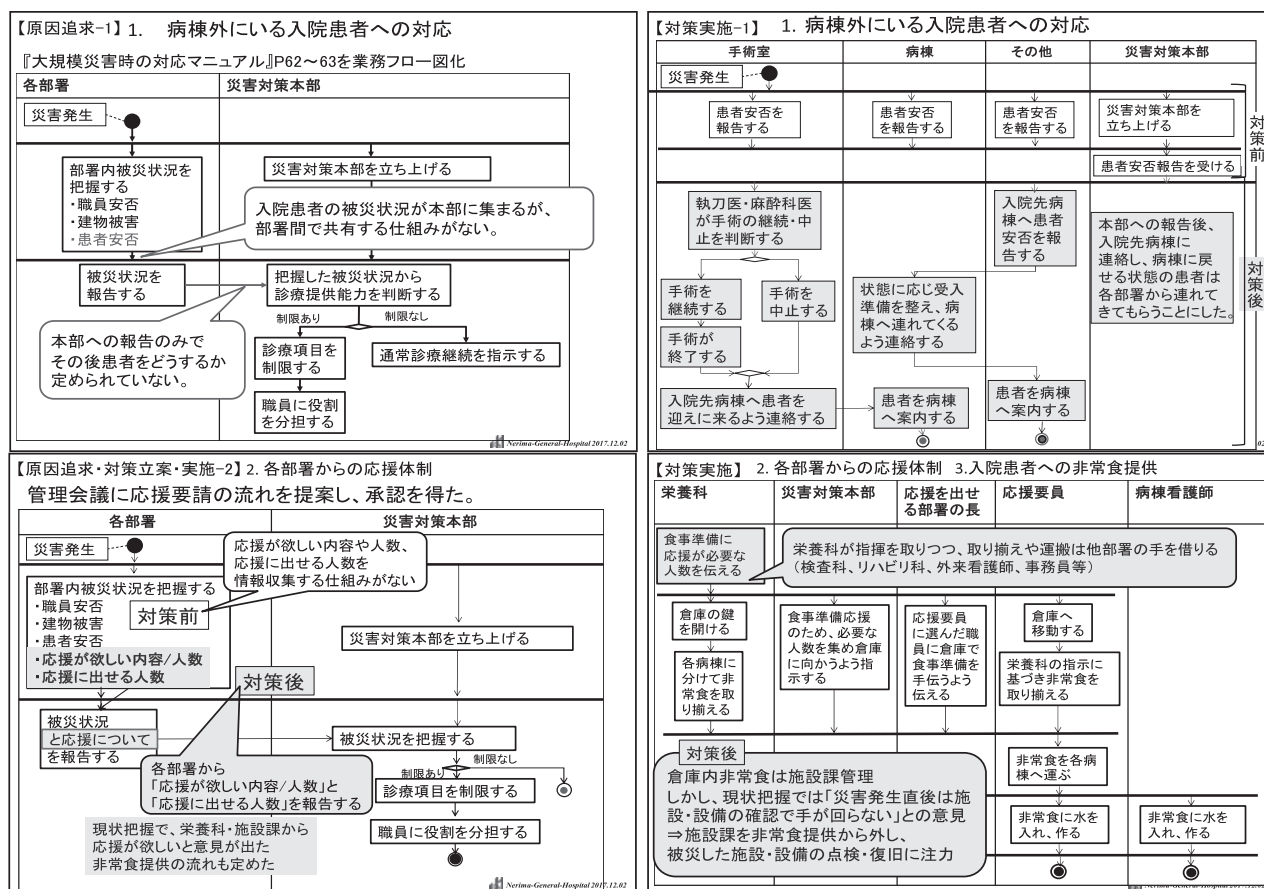 【原因追求-1】 1. 病棟外にいる入院患者への対応
『大規模災害時の対応マニュアル』P62～63を業務フロー図化
各部署
災害対策本部
災害発生
部署内被災状況を
把握する
・職員安否
・建物被害
・患者安否
災害対策本部を立ち上げる
入院患者の被災状況が本部に集まるが、
部署間で共有する仕組みがない。
被災状況を
報告する
把握した被災状況から
診療提供能力を判断する
制限あり
制限なし
本部への報告のみで
その後患者をどうするか
定められていない。
診療項目を
制限する
通常診療継続を指示する
職員に役割
を分担する
Nerima-General-Hospital 2017.12.02
【対策実施-1】 1. 病棟外にいる入院患者への対応
手術室
病棟
その他
災害対策本部
災害発生
患者安否を
報告する
患者安否
を報告する
患者安否
を報告する
災害対策本部を
立ち上げる
対策前
患者安否報告を受ける
執刀医・麻酔科医
が手術の継続・中
止を判断する
入院先病
棟へ患者
安否を報
告する
本部への報告後、
入院先病棟に
連絡し、病棟に戻
せる状態の患者は
各部署から連れて
きてもらうことにした。
対策後
手術を
継続する
手術を
中止する
状態に応じ受入
準備を整え、病
棟へ連れてくる
よう連絡する
手術が
終了する
入院先病棟へ患者を
迎えに来るよう連絡する
患者を病棟
へ案内する
患者を病棟
へ案内する
02
【原因追求・対策立案・実施-2】 2. 各部署からの応援体制
管理会議に応援要請の流れを提案し、承認を得た。
各部署
災害対策本部
災害発生
応援が欲しい内容や人数、
応援に出せる人数を
情報収集する仕組みがない
部署内被災状況を把握する
・職員安否
・建物被害
・患者安否
・応援が欲しい内容/人数
・応援に出せる人数
対策前
災害対策本部を立ち上げる
対策後
被災状況
と応援について
を報告する
被災状況を把握する
制限あり
制限なし
各部署から
「応援が欲しい内容/人数」と
「応援に出せる人数」を報告する
診療項目を制限する
現状把握で、栄養科・施設課から
応援が欲しいと意見が出た
非常食提供の流れも定めた
職員に役割を分担する
Nerima-General-Hospital 2017.12.02
【対策実施】 2. 各部署からの応援体制 3.入院患者への非常食提供
栄養科
災害対策本部
応援を出せ
る部署の長
応援要員
病棟看護師
食事準備に
応援が必要な
人数を伝える
栄養科が指揮を取りつつ、取り揃えや運搬は他部署の手を借りる
（検査科、リハビリ科、外来看護師、事務員等）
倉庫の鍵
を開ける
食事準備応援
のため、必要な
人数を集め倉庫
に向かうよう指
示する
応援要員
に選んだ職
員に倉庫で
食事準備を
手伝うよう
伝える
倉庫へ
移動する
各病棟に
分けて非
常食を取
り揃える
栄養科の指示に
基づき非常食を
取り揃える
対策後
倉庫内非常食は施設課管理
しかし、現状把握では「災害発生直後は施
設・設備の確認で手が回らない」との意見
⇒施設課を非常食提供から外し、
被災した施設・設備の点検・復旧に注力
非常食を各病
棟へ運ぶ
非常食に水を
入れ、作る
非常食に水を
入れ、作る
Nerima-General-Hospital 2017.12.02